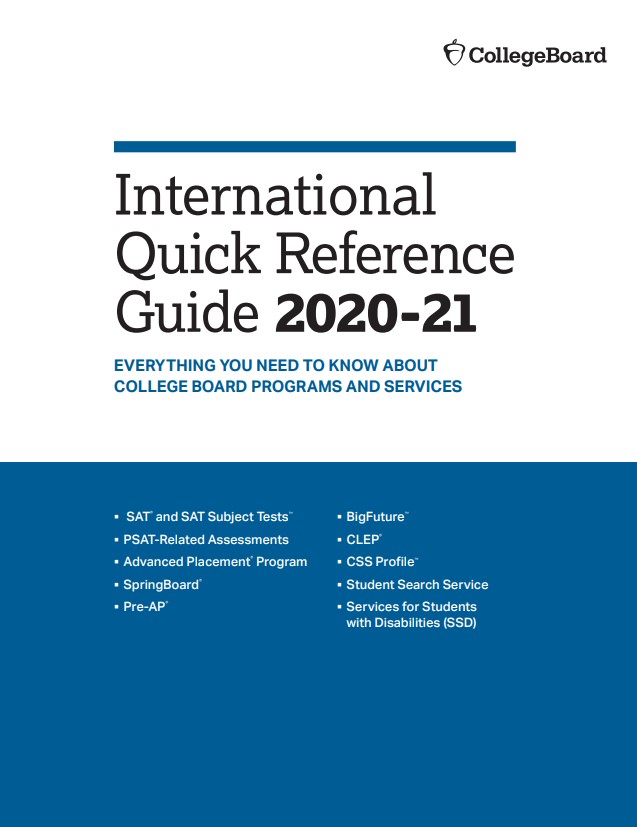 CollegeBoard
International
Quick Reference
Guide 2020-21
EVERYTHING YOU NEED TO KNOW ABOUT
COLLEGE BOARD PROGRAMS AND SERVICES
▪ SAT® and SAT Subject Tests™
▪ PSAT-Related Assessments
▪ Advanced Placement® Program
▪ SpringBoard®
▪ Pre-AP®
▪ BigFuture™
▪ CLEP®
▪ CSS Profile™
▪ Student Search Service
▪ Services for Students
with Disabilities (SSD)